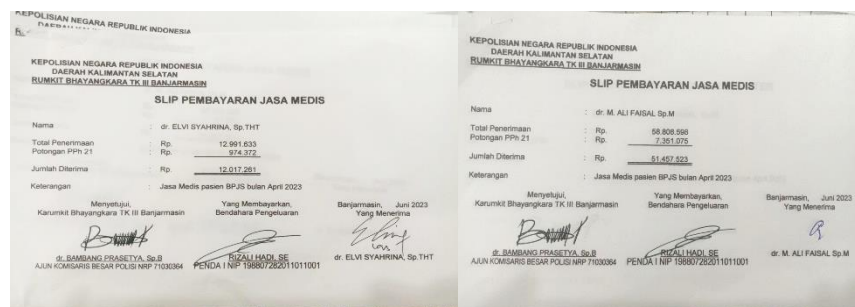 KEPOLISIAN NEGARA REPUBLIK INDONESIA
KEPOLISIAN NEGARA REPUBLIK INDONESIA
DAERAH KALIMANTAN SELATAN
RUMKIT BHAYANGKARA TK III BANJARMASIN
SLIP PEMBAYARAN JASA MEDIS
Nama : dr. ELVI SYAHRINA, Sp.THT
Total Penerimaan : Rp. 12.991.633
Potongan PPh 21 : Rp. 974.372
Jumlah Diterima : Rp. 12.017.261
Keterangan : Jasa Medis pasien BPJS bulan April 2023
Menyetujui, Yang Membayarkan, Banjarmasin, Juni 2023
Karumkit Bhayangkara TK III Banjarmasin Bendahara Pengeluaran Yang Menerima
dr. BAMBANG PRASETYA, Sp.B RIZALI HADI, SE dr. ELVI SYAHRINA, Sp.THT
AJUN KOMISARIS BESAR POLISI NRP 71030364 PENDA I NIP 198807282011011001
KEPOLISIAN NEGARA REPUBLIK INDONESIA
DAERAH KALIMANTAN SELATAN
RUMKIT BHAYANGKARA TK III BANJARMASIN
SLIP PEMBAYARAN JASA MEDIS
Nama : dr. M. ALI FAISAL Sp.M
Total Penerimaan : Rp. 58.808.598
Potongan PPh 21 : Rp. 7.351.075
Jumlah Diterima : Rp. 51.457.523
Keterangan : Jasa Medis pasien BPJS bulan April 2023
Menyetujui, Yang Membayarkan, Banjarmasin, Juni 2023
Karumkit Bhayangkara TK III Banjarmasin Bendahara Pengeluaran Yang Menerima
dr. BAMBANG PRASETYA, Sp.B RIZALI HADI, SE dr. M. ALI FAISAL Sp.M
AJUN KOMISARIS BESAR POLISI NRP 71030364 PENDA I NIP 198807282011011001